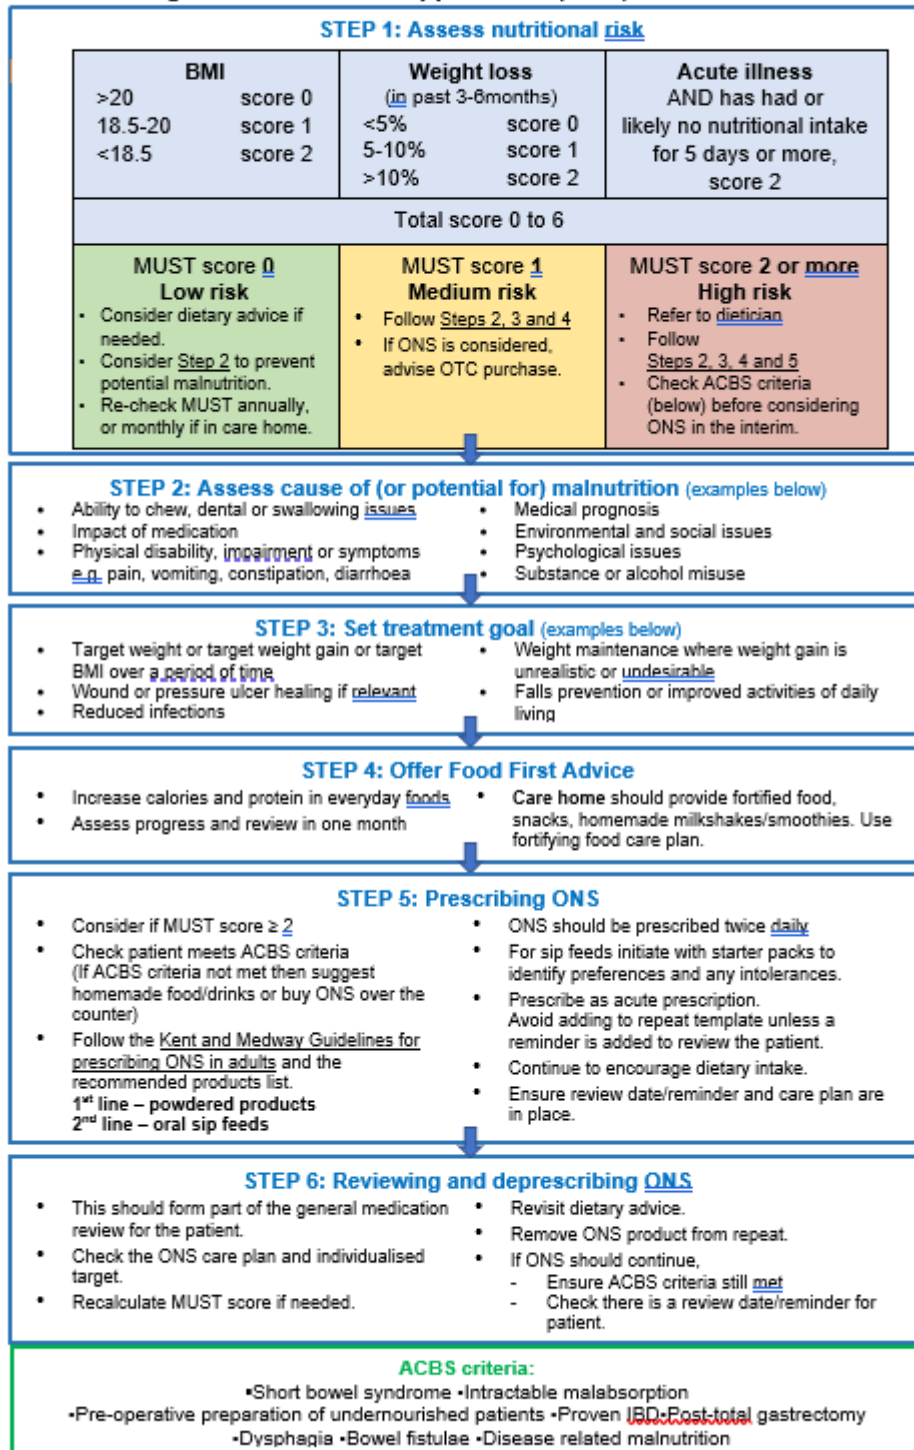 STEP 1: Assess nutritional risk
BMI
>20 score 0
18.5-20 score 1
<18.5 score 2
Weight loss
(in past 3-6months)
<5% score 0
5-10% score 1
>10% score 2
Acute illness
AND has had or
likely no nutritional intake
for 5 days or more,
score 2
Total score 0 to 6
MUST score 0
Low risk
• Consider dietary advice if
needed.
• Consider Step 2 to prevent
potential malnutrition.
• Re-check MUST annually,
or monthly if in care home.
MUST score 1
Medium risk
• Follow Steps 2, 3 and 4
• If ONS is considered,
advise OTC purchase.
MUST score 2 or more
High risk
• Refer to dietician
• Follow
Steps 2, 3, 4 and 5
• Check ACBS criteria
(below) before considering
ONS in the interim.
STEP 2: Assess cause of (or potential for) malnutrition (examples below)
• Ability to chew, dental or swallowing issues
• Impact of medication
• Physical disability, impairment or symptoms
e.g. pain, vomiting, constipation, diarrhoea
• Medical prognosis
• Environmental and social issues
• Psychological issues
• Substance or alcohol misuse
STEP 3: Set treatment goal (examples below)
• Target weight or target weight gain or target
BMI over a period of time
• Wound or pressure ulcer healing if relevant
• Reduced infections
• Weight maintenance where weight gain is
unrealistic or undesirable
• Falls prevention or improved activities of daily
living
STEP 4: Offer Food First Advice
• Increase calories and protein in everyday foods
• Assess progress and review in one month
• Care home should provide fortified food,
snacks, homemade milkshakes/smoothies. Use
fortifying food care plan.
STEP 5: Prescribing ONS
• Consider if MUST score ≥ 2
• Check patient meets ACBS criteria
(If ACBS criteria not met then suggest
homemade food/drinks or buy ONS over the
counter)
• Follow the Kent and Medway Guidelines for
prescribing ONS in adults and the
recommended products list.
1st line – powdered products
2nd line – oral sip feeds
• ONS should be prescribed twice daily
• For sip feeds initiate with starter packs to
identify preferences and any intolerances.
• Prescribe as acute prescription.
Avoid adding to repeat template unless a
reminder is added to review the patient.
• Continue to encourage dietary intake.
• Ensure review date/reminder and care plan are
in place.
STEP 6: Reviewing and deprescribing ONS
• This should form part of the general medication
review for the patient.
• Check the ONS care plan and individualised
target.
• Recalculate MUST score if needed.
• Revisit dietary advice.
• Remove ONS product from repeat.
• If ONS should continue,
- Ensure ACBS criteria still met
- Check there is a review date/reminder for
patient.
ACBS criteria:
▪Short bowel syndrome ▪Intractable malabsorption
▪Pre-operative preparation of undernourished patients ▪Proven IBD▪Post-total gastrectomy
▪Dysphagia ▪Bowel fistulae ▪Disease related malnutrition